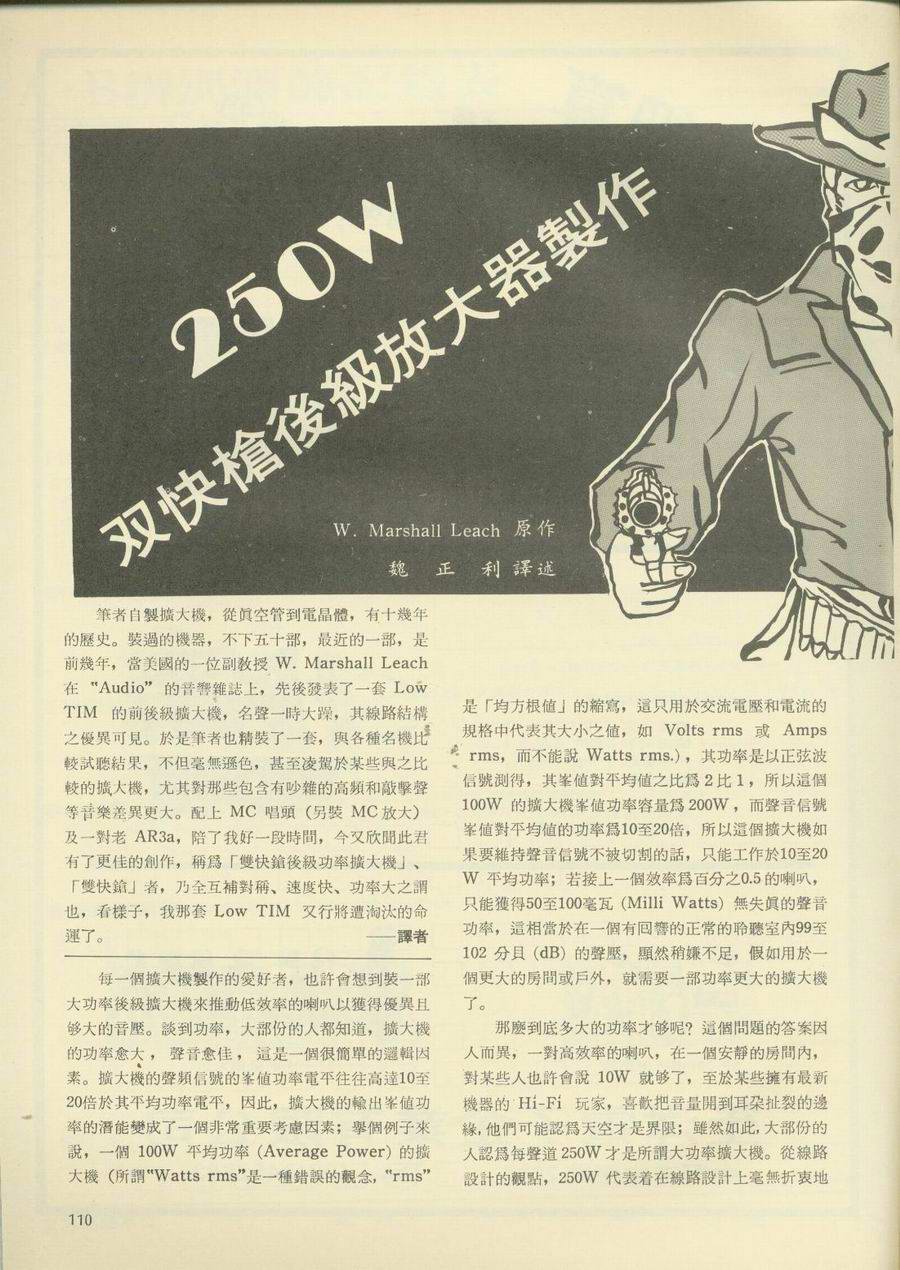 250W
双快槍後級放大器製作
W. Marshall Leach 原作
魏 正 利 譯述
筆者自製擴大機，從眞空管到電晶體，有十幾年
的歷史。裝過的機器，不下五十部，最近的一部，是
前幾年，當美國的一位副教授 W. Marshall Leach
在 "Audio" 的音響雜誌上，先後發表了一套 Low
TIM 的前後級擴大機，名聲一時大躁，其線路結構
之優異可見。於是筆者也精裝了一套，與各種名機比
較試聽結果，不但毫無遜色，甚至凌駕於某些與之比
較的擴大機，尤其對那些包含有吵雜的高頻和敲擊聲
等音樂差異更大。配上 MC 唱頭（另裝 MC放大）
及一對老 AR3a，陪了我好一段時間，今又欣聞此君
有了更佳的創作，稱爲「雙快鎗後級功率擴大機」、
「雙快鎗」者，乃全互補對稱、速度快、功率大之謂
也，看樣子，我那套 Low TIM 又行將遭淘汰的命
運了。 ——譯者
每一個擴大機製作的愛好者，也許會想到裝一部
大功率後級擴大機來推動低效率的喇叭以獲得優異且
够大的音壓。談到功率，大部份的人都知道，擴大機
的功率愈大，聲音愈佳，這是一個很簡單的邏輯因
素。擴大機的聲頻信號的峯値功率電平往往高達10至
20倍於其平均功率電平，因此，擴大機的輸出峯値功
率的潛能變成了一個非常重要考慮因素；舉個例子來
說，一個 100W 平均功率 (Average Power) 的擴
大機（所謂"Watts rms"是一種錯誤的觀念，"rms"
是「均方根値」的縮寫，這只用於交流電壓和電流的
規格中代表其大小之値，如 Volts rms 或 Amps
rms，而不能說 Watts rms.），其功率是以正弦波
信號測得，其峯値對平均値之比爲 2 比 1，所以這個
100W 的擴大機峯値功率容量爲 200W，而聲音信號
峯値對平均値的功率爲10至20倍，所以這個擴大機如
果要維持聲音信號不被切割的話，只能工作於10至20
W 平均功率；若接上一個效率爲百分之0.5 的喇叭，
只能獲得50至100毫瓦 (Milli Watts) 無失眞的聲音
功率，這相當於在一個有回響的正常的聆聽室內99至
102 分貝 (dB) 的聲壓，顯然稍嫌不足，假如用於一
個更大的房間或戶外，就需要一部功率更大的擴大機
了。
那麼到底多大的功率才够呢？這個問題的答案因
人而異，一對高效率的喇叭，在一個安靜的房間內，
對某些人也許會說 10W 就够了，至於某些擁有最新
機器的 Hi-Fi 玩家，喜歡把音量開到耳朶扯裂的邊
緣，他們可能認爲天空才是界限；雖然如此，大部份的
人認爲每聲道 250W 才是所謂大功率擴大機。從線路
設計的觀點，250W 代表着在線路設計上毫無折衷地
110